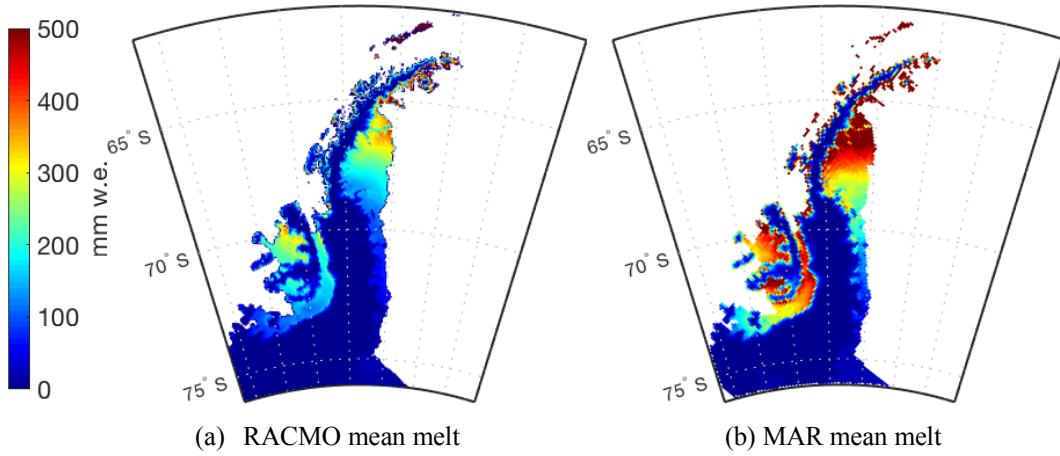 500
400
300
200
100
0
mm w.e.
65° S
70° S
75° S
65° S
70° S
75° S
(a) RACMO mean melt
(b) MAR mean melt